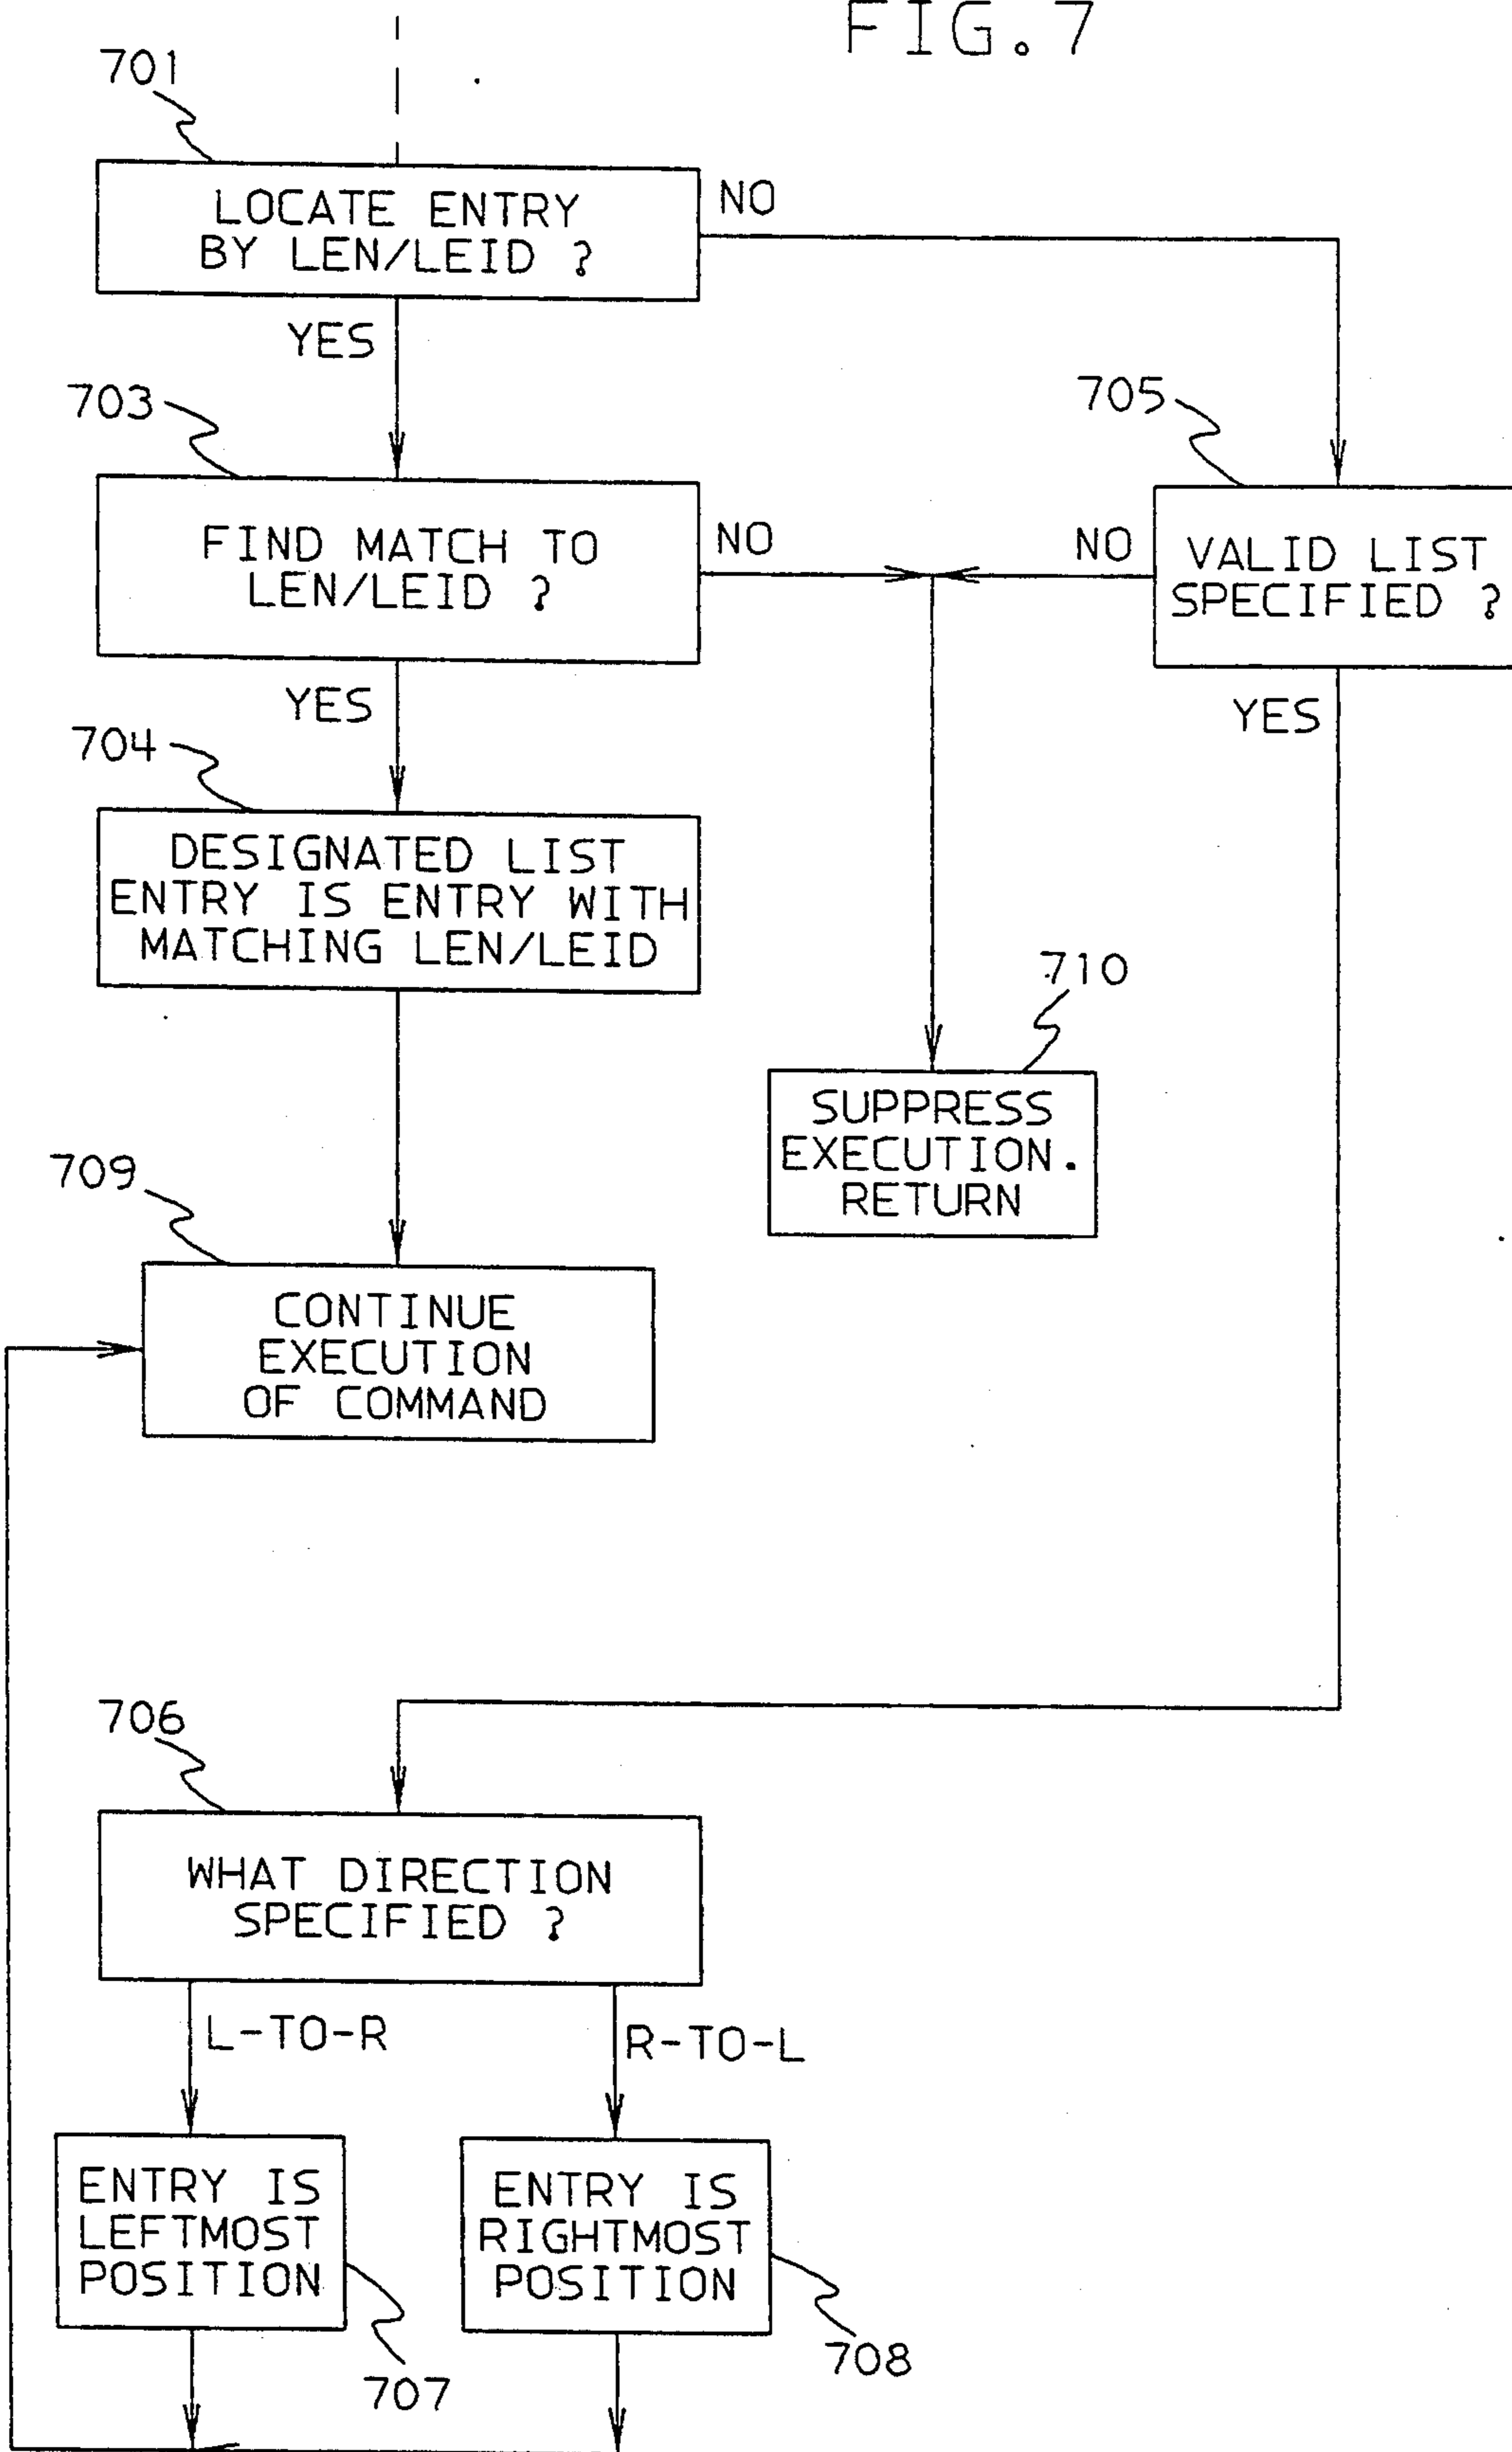 FIG.7
701
LOCATE ENTRY
BY LEN/LEID ?
NO
YES
703
FIND MATCH TO
LEN/LEID ?
NO
705
NO
VALID LIST
SPECIFIED ?
YES
YES
704
DESIGNATED LIST
ENTRY IS ENTRY WITH
MATCHING LEN/LEID
710
SUPPRESS
EXECUTION.
RETURN
709
CONTINUE
EXECUTION
OF COMMAND
706
WHAT DIRECTION
SPECIFIED ?
L-TO-R
R-TO-L
ENTRY IS
LEFTMOST
POSITION
707
ENTRY IS
RIGHTMOST
POSITION
708